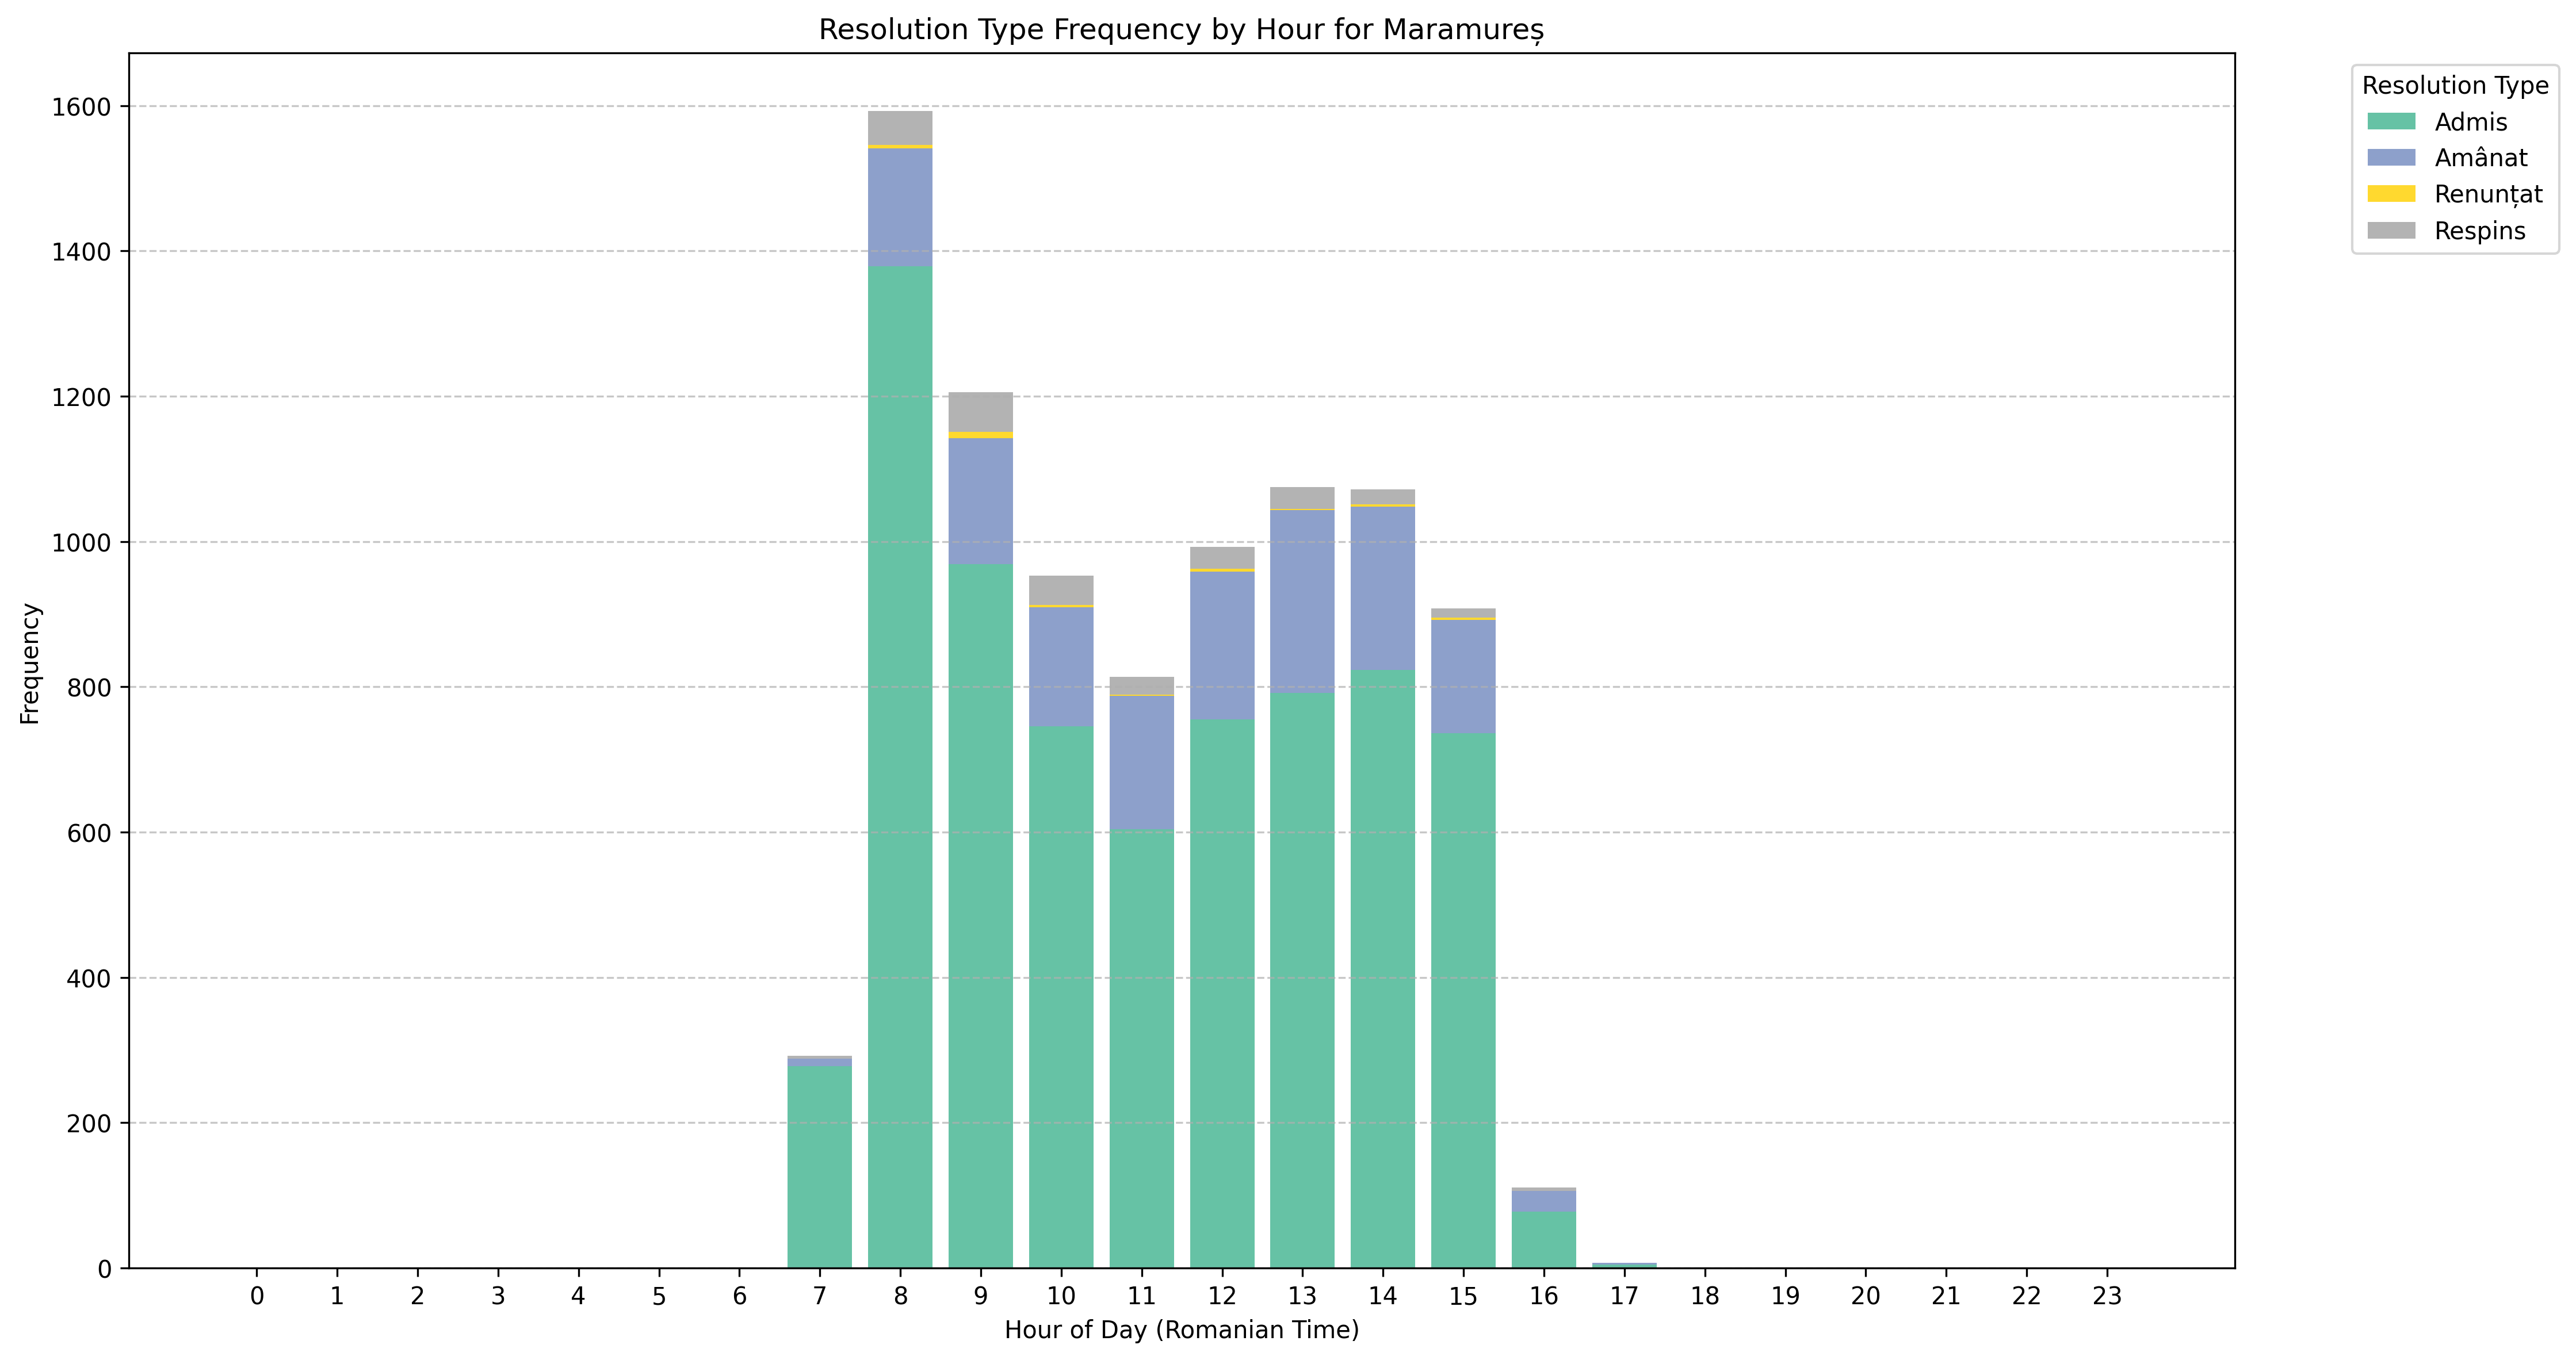 Resolution Type Frequency by Hour for Maramureș
Resolution Type
Admis
Amânat
Renunțat
Respins
Frequency
1600
1400
1200
1000
800
600
400
200
0
0 1 2 3 4 5 6 7 8 9 10 11 12 13 14 15 16 17 18 19 20 21 22 23
Hour of Day (Romanian Time)